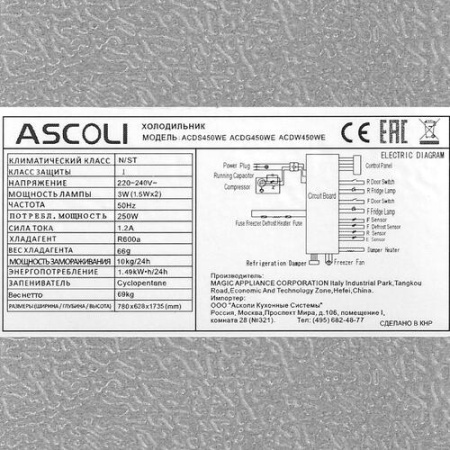 ASCOLI
ХОЛОДИЛЬНИК
МОДЕЛЬ: ACDS450WE ACDG450WE ACDW450WE
CE EAC
КЛИМАТИЧЕСКИЙ КЛАСС N/ST
КЛАСС ЗАЩИТЫ I
НАПРЯЖЕНИЕ 220-240V~
МОЩНОСТЬ ЛАМПЫ 3W(1.5Wx2)
ЧАСТОТА 50Hz
ПОТРЕБЛ. МОЩНОСТЬ 250W
СИЛА ТОКА 1.2A
ХЛАДАГЕНТ R600a
ВЕС ХЛАДАГЕНТА 66g
МОЩНОСТЬ ЗАМОРАЖИВАНИЯ 10kg/24h
ЭНЕРГОПОТРЕБЛЕНИЕ 1.49kW·h/24h
ЗАПЕНИВАТЕЛЬ Cyclopentane
Вес нетто 69kg
РАЗМЕРЫ (ШИРИНА / ГЛУБИНА / ВЫСОТА) 780x628x1735 (mm)
ELECTRIC DIAGRAM
Power Plug
Running Capacitor
Compressor
Circuit Board
Fuse Freezer Defrost Heater Fuse
Refrigeration Damper
Freezer Fan
Control Panel
R Door Switch
R Fridge Lamp
F Door Switch
F Fridge Lamp
R Sensor
F Defrost Sensor
F Sensor
R Sensor
Damper Heater
Производитель:
MAGIC APPLIANCE CORPORATION Italy Industrial Park,Tangkou
Road,Economic And Technology Zone,Hefei,China.
Импортер:
ООО "Асколи Кухонные Системы"
Россия, Москва,Проспект Мира, д.106, помещение I,
комната 28 (№321). Тел: (495) 682-48-77
СДЕЛАНО В КНР